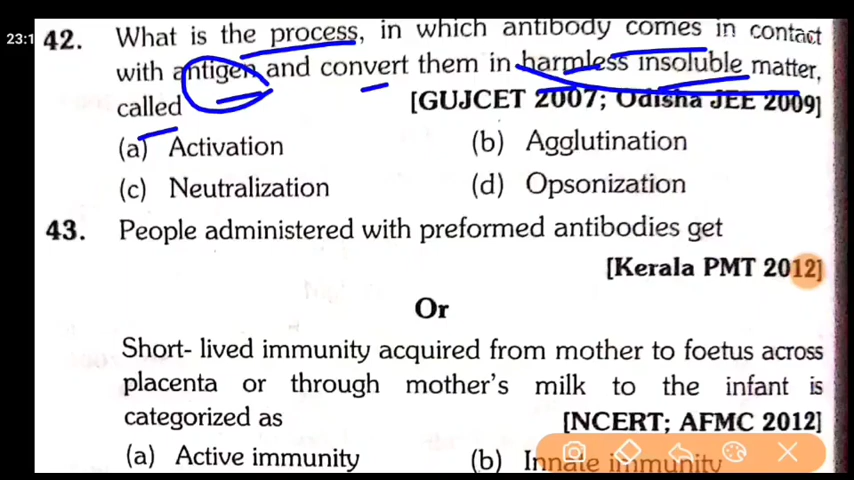 23:1
42. What is the process, in which antibody comes in contact
with antigen and convert them in harmless insoluble matter,
called [GUJCET 2007; Odisha JEE 2009]
(a) Activation (b) Agglutination
(c) Neutralization (d) Opsonization
43. People administered with preformed antibodies get
[Kerala PMT 2012]
Or
Short- lived immunity acquired from mother to foetus across
placenta or through mother's milk to the infant is
categorized as [NCERT; AFMC 2012]
(a) Active immunity (b) Innate immunity